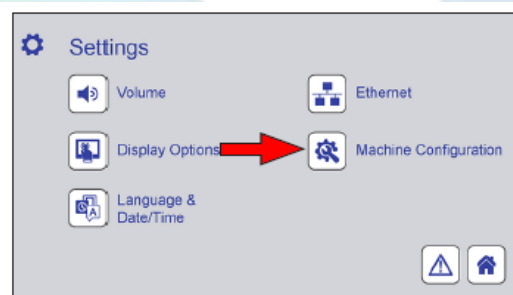 Settings
Volume
Ethernet
Display Options
Machine Configuration
Language &
Date/Time